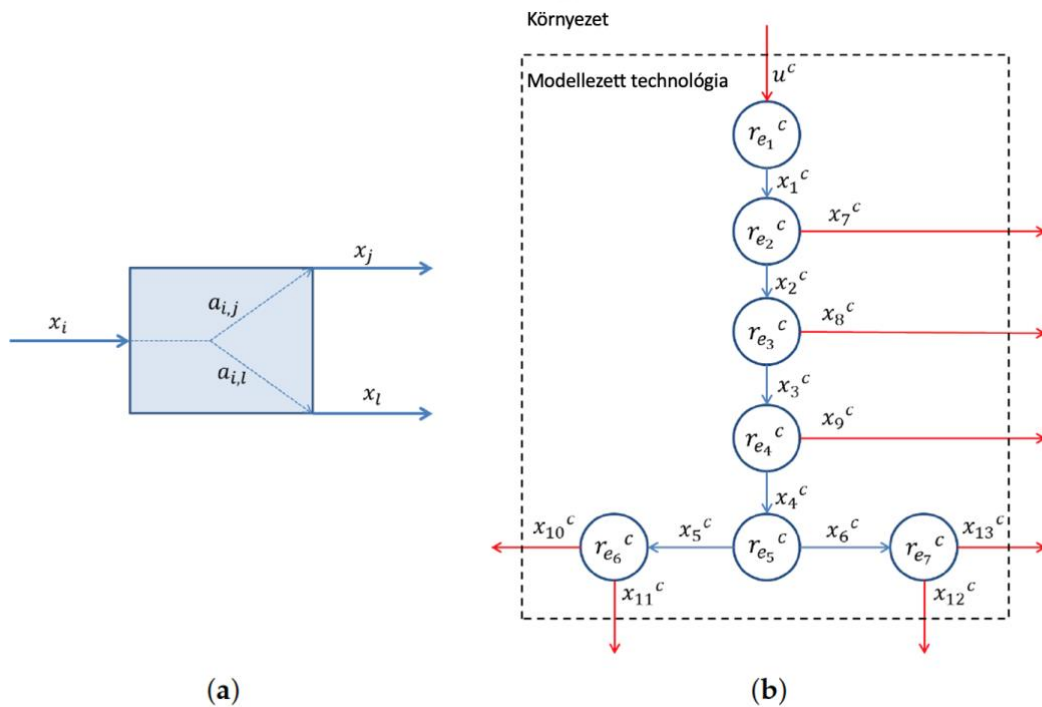 x_i
a_{i,j}
a_{i,l}
x_j
x_l
(a)
Környezet
Modellezett technológia
u^c
r_{e_1}^c
x_1^c
r_{e_2}^c
x_7^c
x_2^c
r_{e_3}^c
x_8^c
x_3^c
r_{e_4}^c
x_9^c
x_4^c
x_{10}^c
r_{e_6}^c
x_5^c
r_{e_5}^c
x_6^c
r_{e_7}^c
x_{13}^c
x_{11}^c
x_{12}^c
(b)